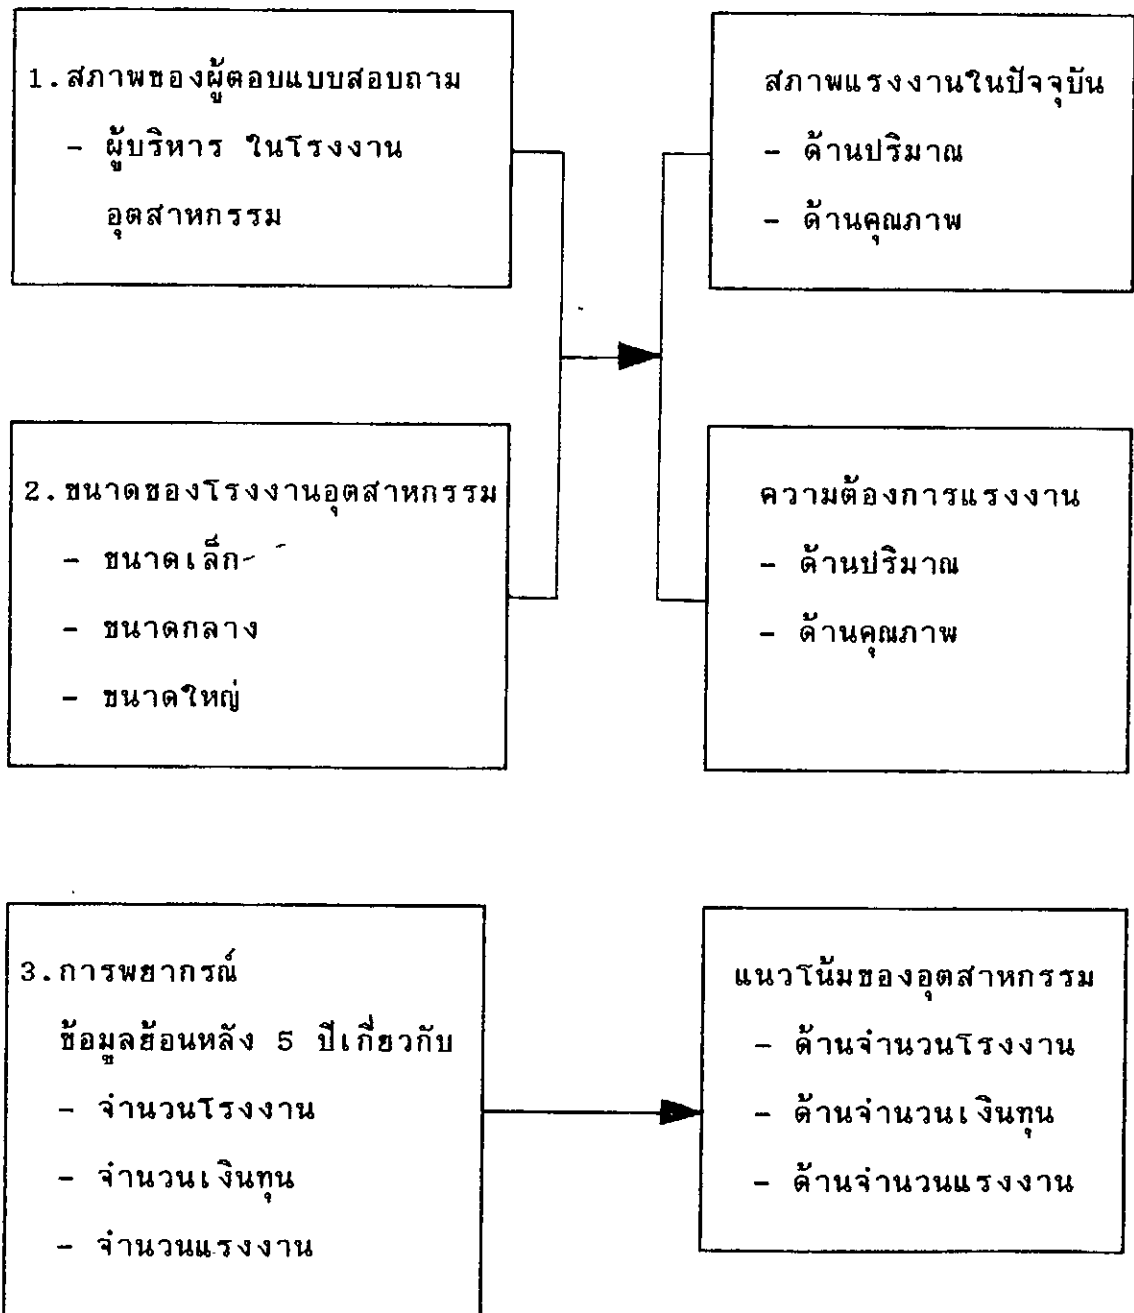 1.สภาพของผู้ตอบแบบสอบถาม
- ผู้บริหาร ในโรงงาน
อุตสาหกรรม
สภาพแรงงานในปัจจุบัน
- ด้านปริมาณ
- ด้านคุณภาพ
2.ขนาดของโรงงานอุตสาหกรรม
- ขนาดเล็ก
- ขนาดกลาง
- ขนาดใหญ่
ความต้องการแรงงาน
- ด้านปริมาณ
- ด้านคุณภาพ
3.การพยากรณ์
ข้อมูลย้อนหลัง 5 ปีเกี่ยวกับ
- จำนวนโรงงาน
- จำนวนเงินทุน
- จำนวนแรงงาน
แนวโน้มของอุตสาหกรรม
- ด้านจำนวนโรงงาน
- ด้านจำนวนเงินทุน
- ด้านจำนวนแรงงาน